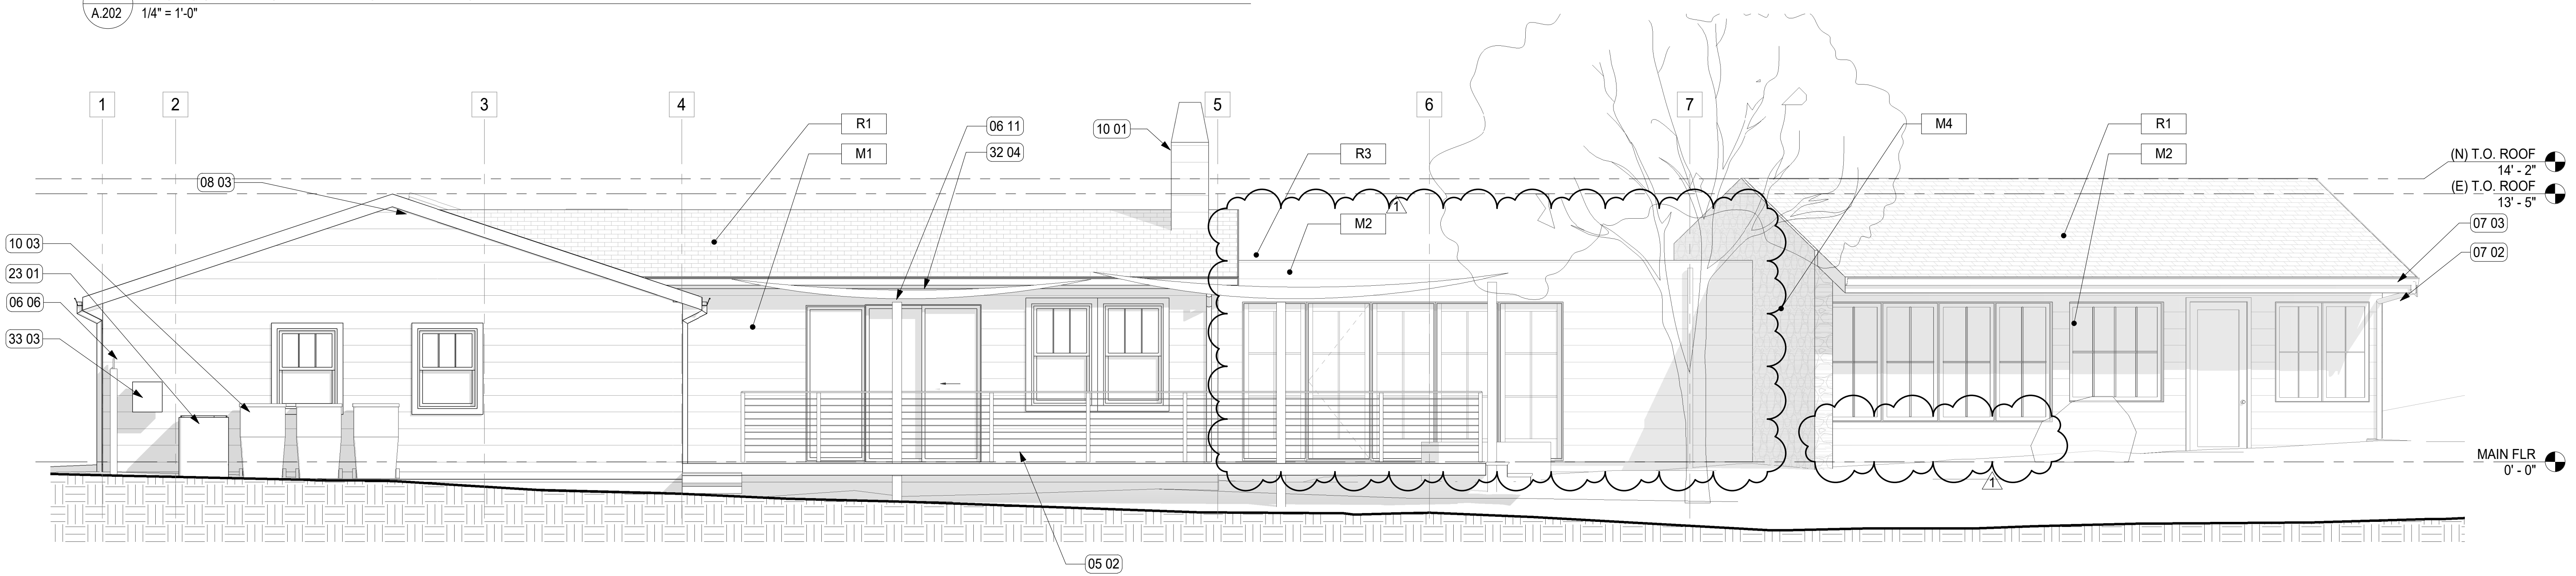 A.202
1/4" = 1'-0"
1
2
3
4
5
6
7
R1
M1
06 11
32 04
10 01
R3
M2
M4
R1
M2
08 03
10 03
23 01
06 06
33 03
(N) T.O. ROOF
14' - 2"
(E) T.O. ROOF
13' - 5"
07 03
07 02
1
MAIN FLR
0' - 0"
1
05 02